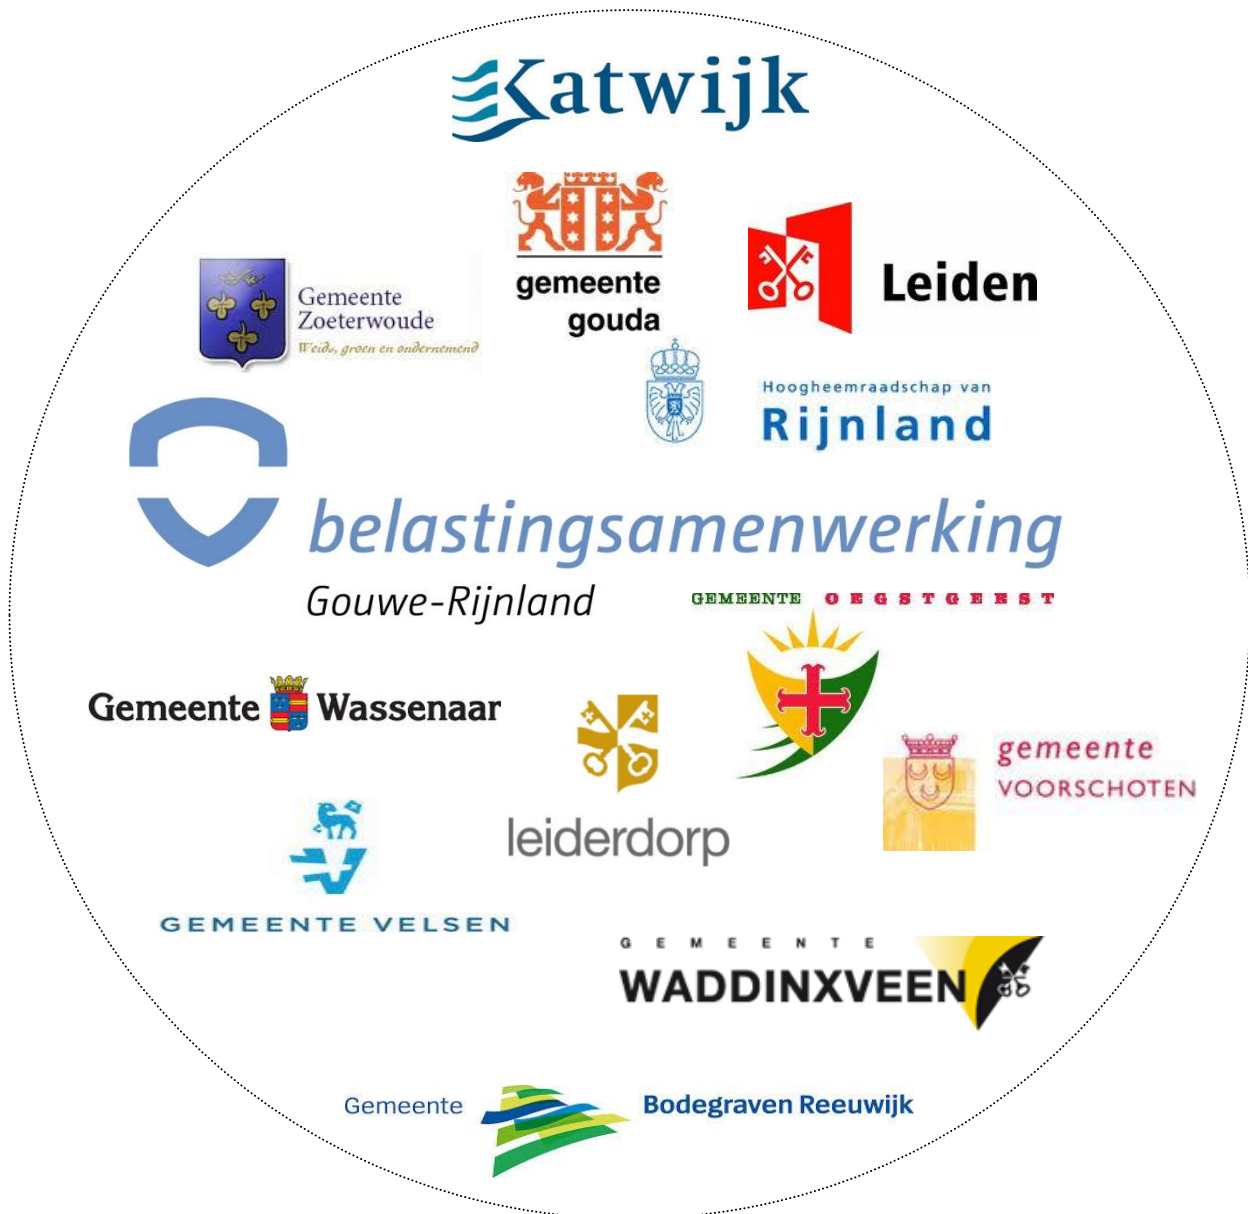 Katwijk
gemeente
gouda
Leiden
Gemeente
Zoeterwoude
Weids, groen en ondernemend
Hoogheemraadschap van
Rijnland
belastingsamenwerking
Gouwe-Rijnland
GEMEENTE OEGSTGEEST
Gemeente Wassenaar
gemeente
VOORSCHOTEN
leiderdorp
GEMEENTE VELSEN
GEMEENTE
WADDINXVEEN
Gemeente Bodegraven Reeuwijk